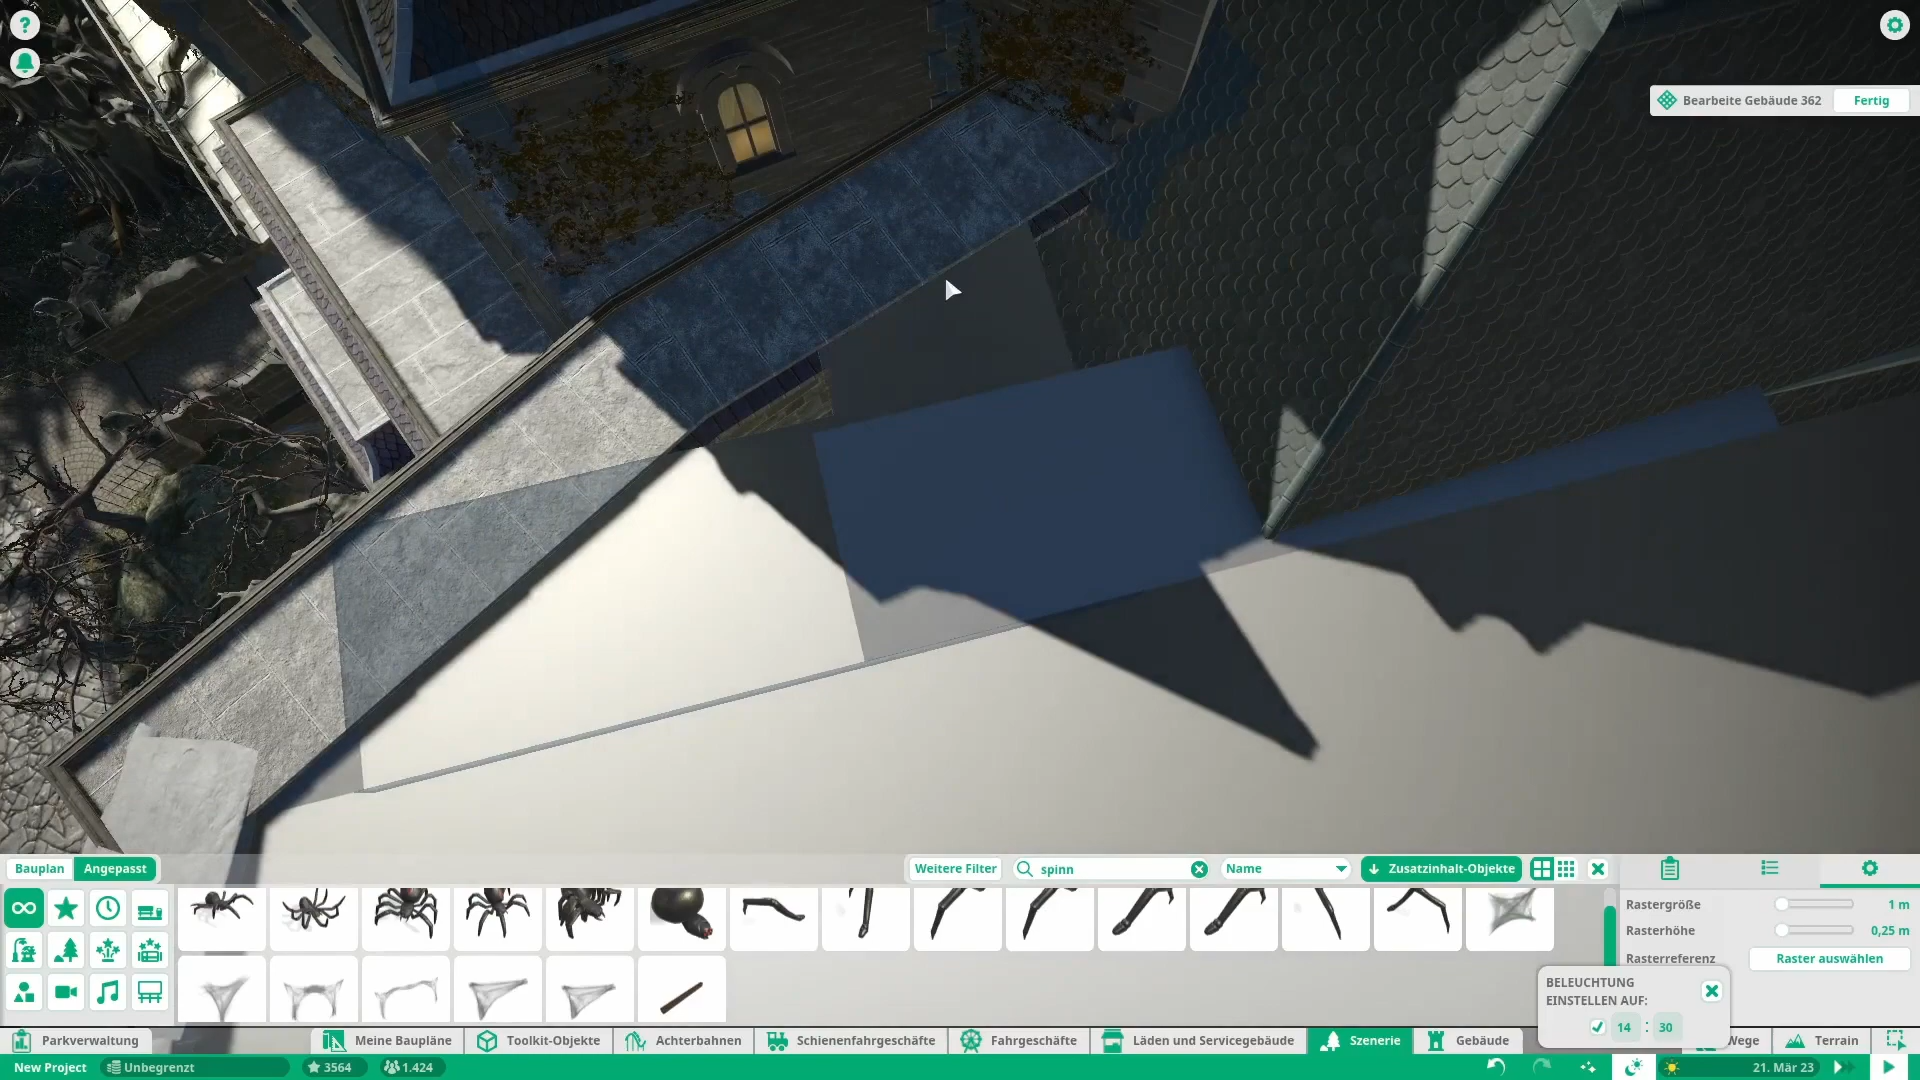 ?
Bearbeite Gebäude 362
Fertig
Bauplan
Angepasst
Weitere Filter
spinn
Name
Zusatzinhalt-Objekte
Rastergröße
1 m
Rasterhöhe
0,25 m
Rasterreferenz
Raster auswählen
BELEUCHTUNG
EINSTELLEN AUF:
14 : 30
Parkverwaltung
Meine Baupläne
Toolkit-Objekte
Achterbahnen
Schienenfahrgeschäfte
Fahrgeschäfte
Läden und Servicegebäude
Szenerie
Gebäude
Wege
Terrain
New Project
Unbegrenzt
3564
1.424
21. Mär 23